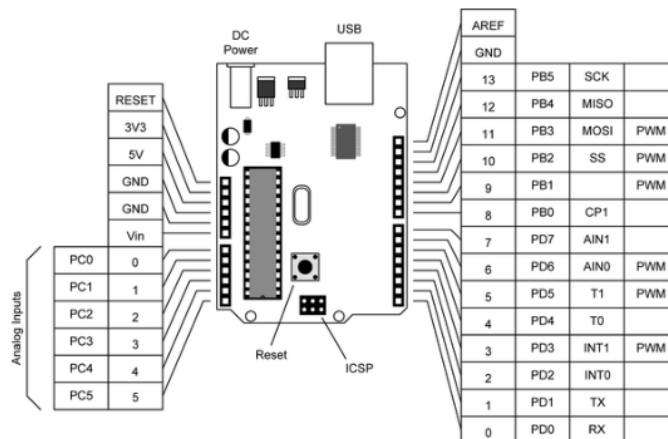 DC
Power
USB
RESET
3V3
5V
GND
GND
Vin
Analog Inputs
PC0 0
PC1 1
PC2 2
PC3 3
PC4 4
PC5 5
Reset
ICSP
AREF
GND
13 PB5 SCK
12 PB4 MISO
11 PB3 MOSI PWM
10 PB2 SS PWM
9 PB1 PWM
8 PB0 CP1
7 PD7 AIN1
6 PD6 AIN0 PWM
5 PD5 T1 PWM
4 PD4 T0
3 PD3 INT1 PWM
2 PD2 INT0
1 PD1 TX
0 PD0 RX